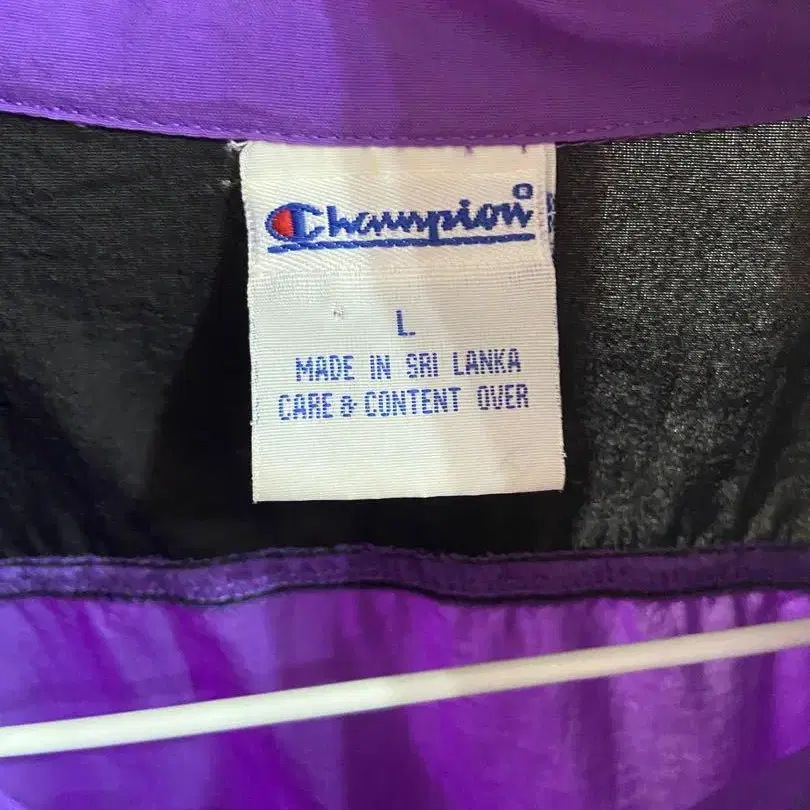 Champion®
L
MADE IN SRI LANKA
CARE & CONTENT OVER